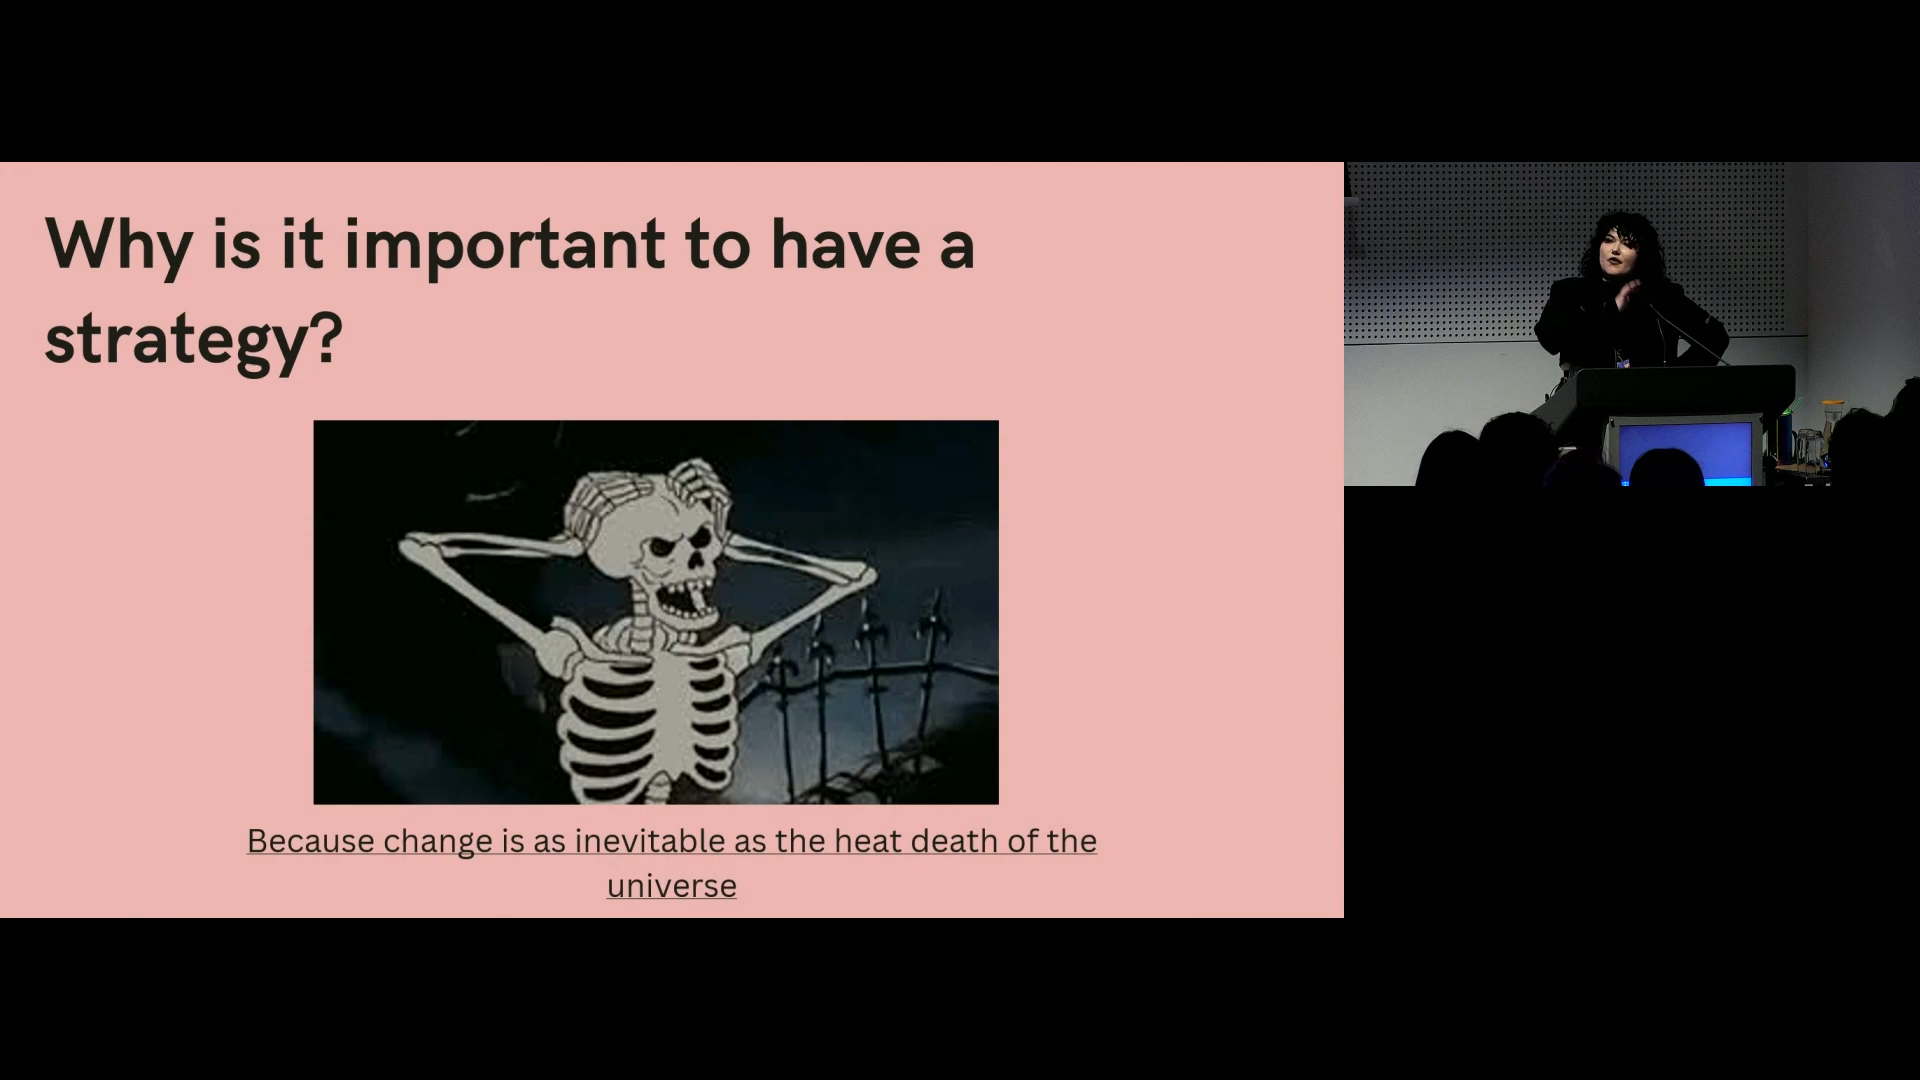 Why is it important to have a
strategy?
Because change is as inevitable as the heat death of the
universe